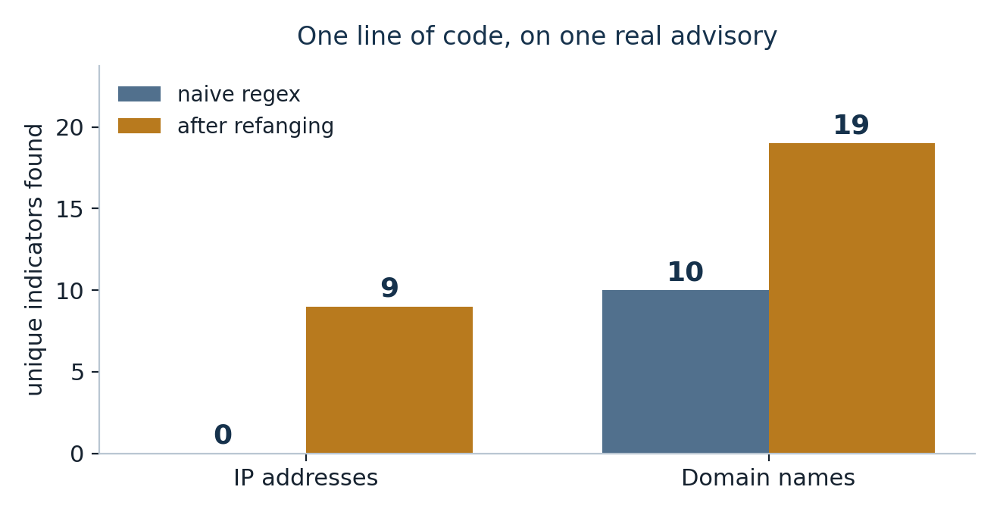 One line of code, on one real advisory
naive regex
after refanging
unique indicators found
20
15
10
5
0
0
9
10
19
IP addresses
Domain names